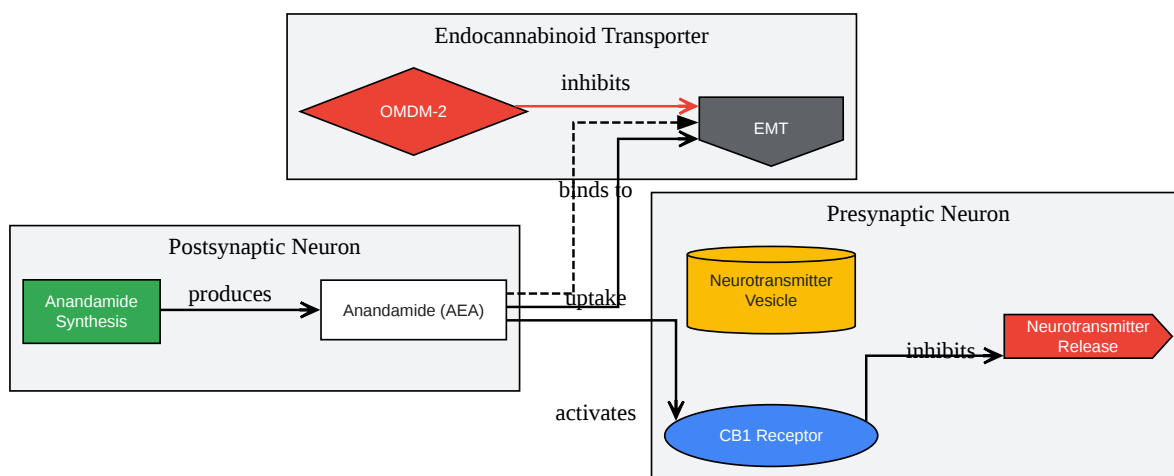 Endocannabinoid Transporter
OMDM-2
inhibits
EMT
binds to
Postsynaptic Neuron
Anandamide
Synthesis
produces
Anandamide (AEA)
uptake
activates
Presynaptic Neuron
Neurotransmitter
Vesicle
CB1 Receptor
inhibits
Neurotransmitter
Release